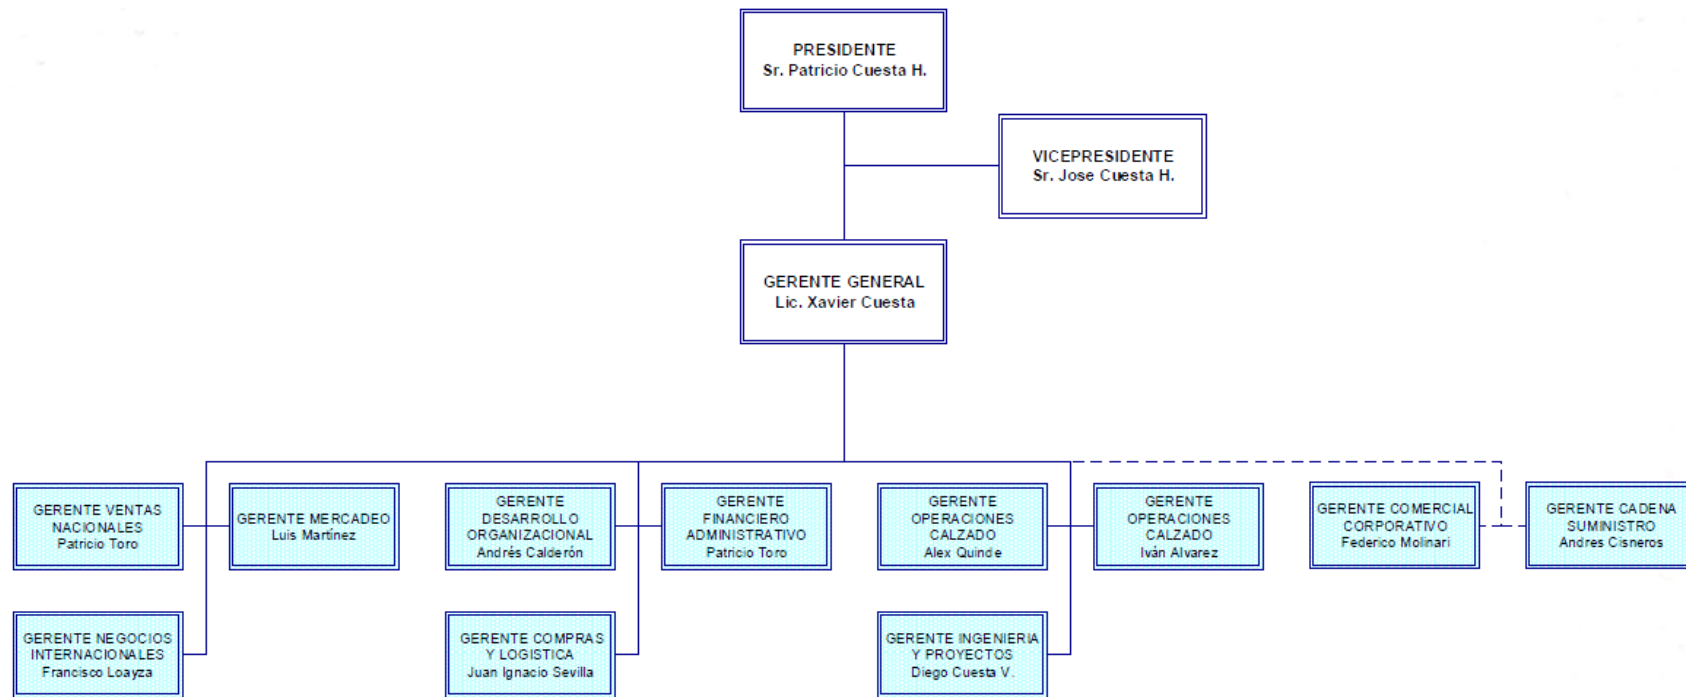 PRESIDENTE
Sr. Patricio Cuesta H.
VICEPRESIDENTE
Sr. Jose Cuesta H.
GERENTE GENERAL
Lic. Xavier Cuesta
GERENTE VENTAS
NACIONALES
Patricio Toro
GERENTE MERCADEO
Luis Martínez
GERENTE
DESARROLLO
ORGANIZACIONAL
Andrés Calderón
GERENTE
FINANCIERO
ADMINISTRATIVO
Patricio Toro
GERENTE
OPERACIONES
CALZADO
Alex Quinde
GERENTE
OPERACIONES
CALZADO
Iván Alvarez
GERENTE COMERCIAL
CORPORATIVO
Federico Molinari
GERENTE CADENA
SUMINISTRO
Andres Cisneros
GERENTE NEGOCIOS
INTERNACIONALES
Francisco Loayza
GERENTE COMPRAS
Y LOGISTICA
Juan Ignacio Sevilla
GERENTE INGENIERIA
Y PROYECTOS
Diego Cuesta V.